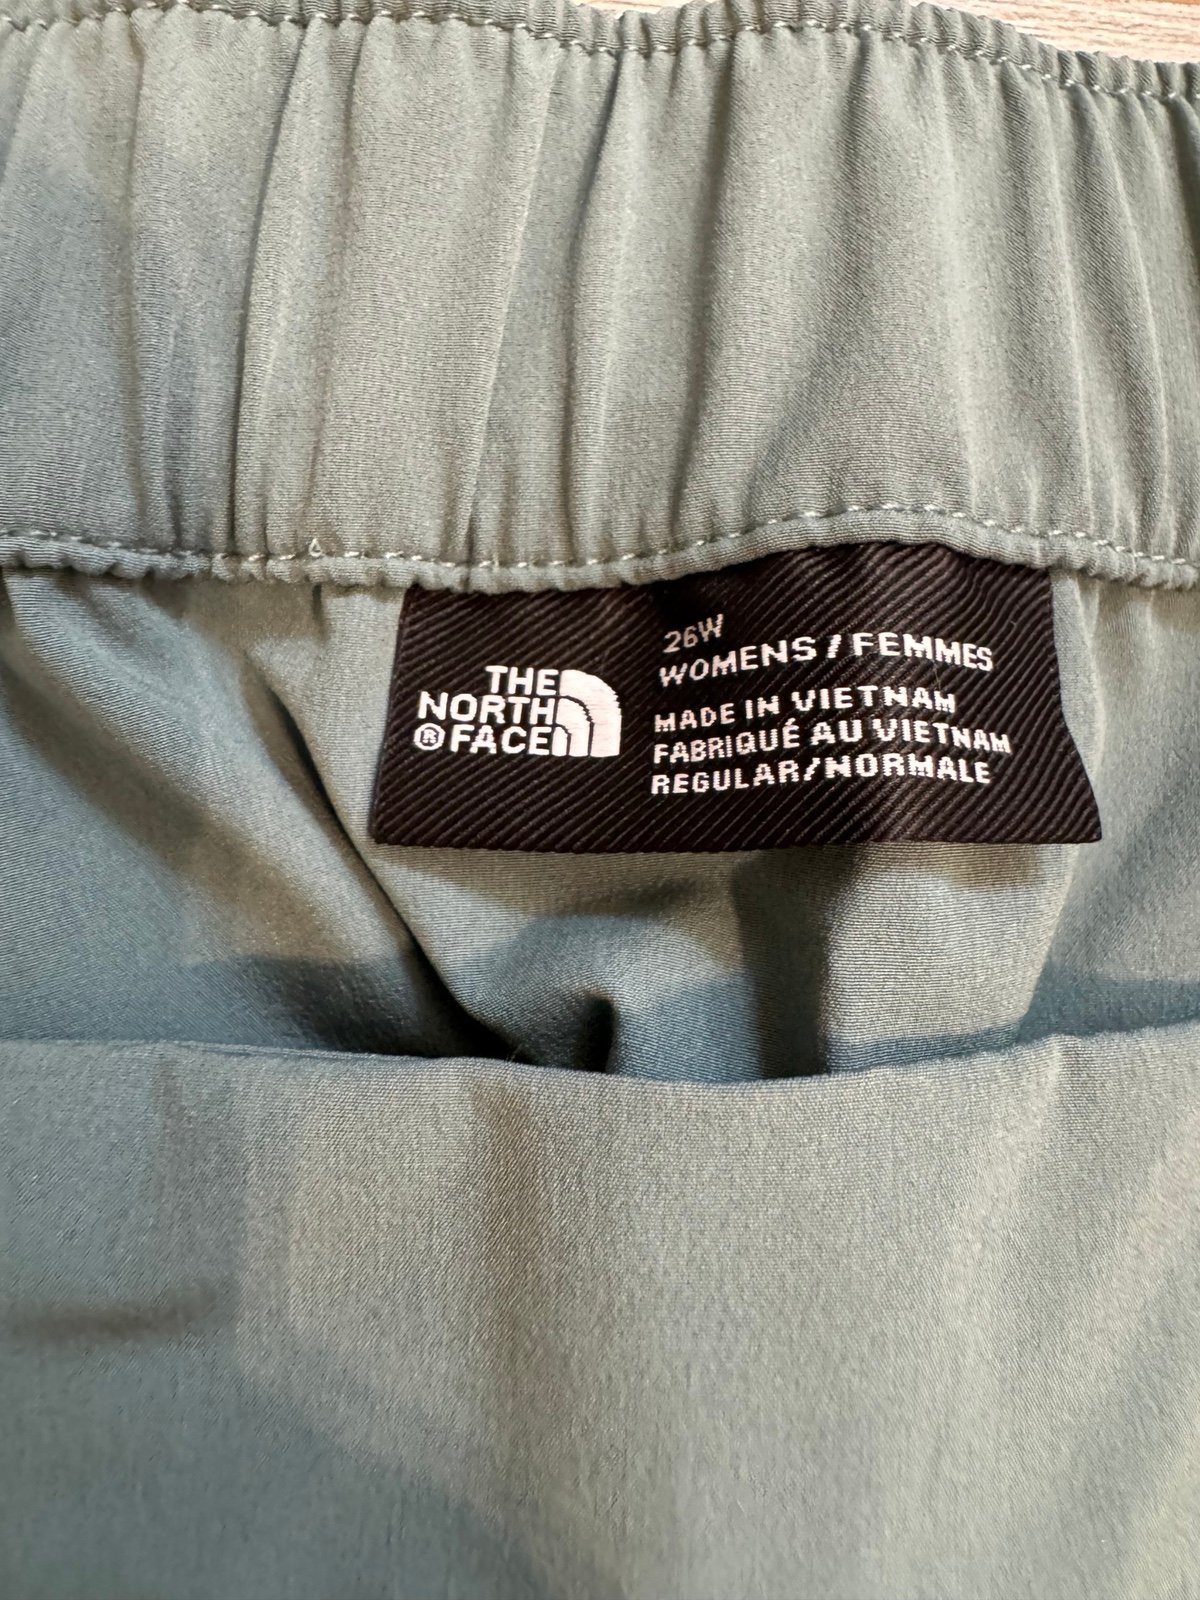 THE
NORTH
® FACE
26W
WOMENS / FEMMES
MADE IN VIETNAM
FABRIQUÉ AU VIETNAM
REGULAR/NORMALE